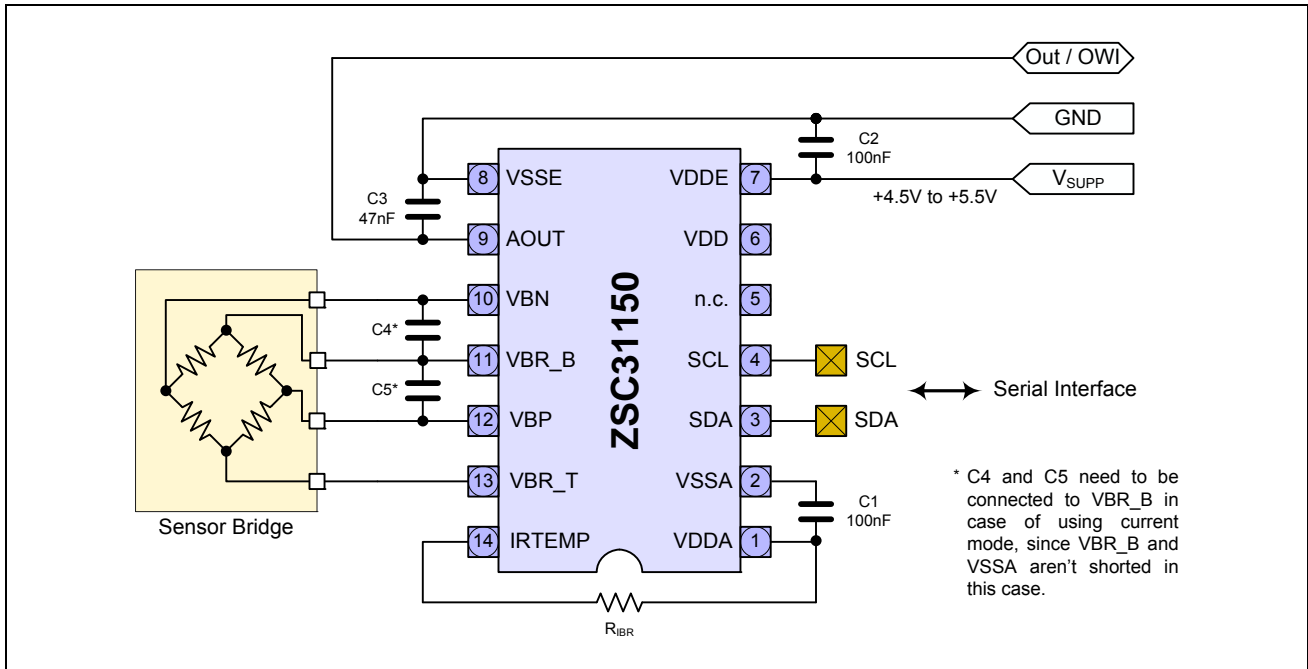 Out / OWI
GND
C2
100nF
V_SUPP
+4.5V to +5.5V
8 VSSE
VDDE 7
C3
47nF
9 AOUT
VDD 6
10 VBN
n.c. 5
C4*
11 VBR_B
SCL 4
SCL
C5*
Serial Interface
12 VBP
SDA 3
SDA
ZSC31150
13 VBR_T
VSSA 2
C1
100nF
14 IRTEMP
VDDA 1
Sensor Bridge
R_IBR
* C4 and C5 need to be
connected to VBR_B in
case of using current
mode, since VBR_B and
VSSA aren't shorted in
this case.